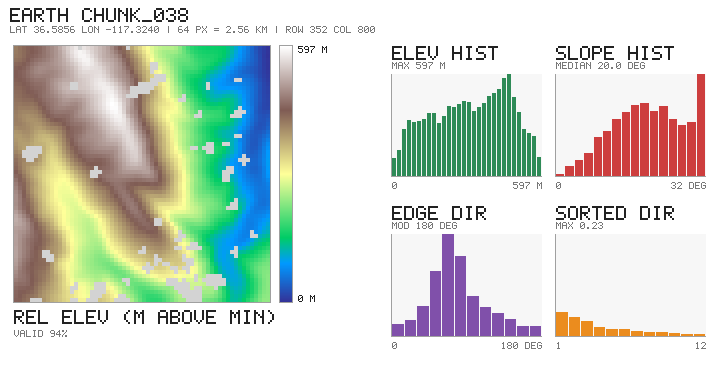 EARTH CHUNK_038
LAT 36.5856 LON -117.3240 | 64 PX = 2.56 KM | ROW 352 COL 800
597 M
0 M
REL ELEV (M ABOVE MIN)
VALID 94%
ELEV HIST
MAX 597 M
0 597 M
SLOPE HIST
MEDIAN 20.0 DEG
0 32 DEG
EDGE DIR
MOD 180 DEG
0 180 DEG
SORTED DIR
MAX 0.23
1 12